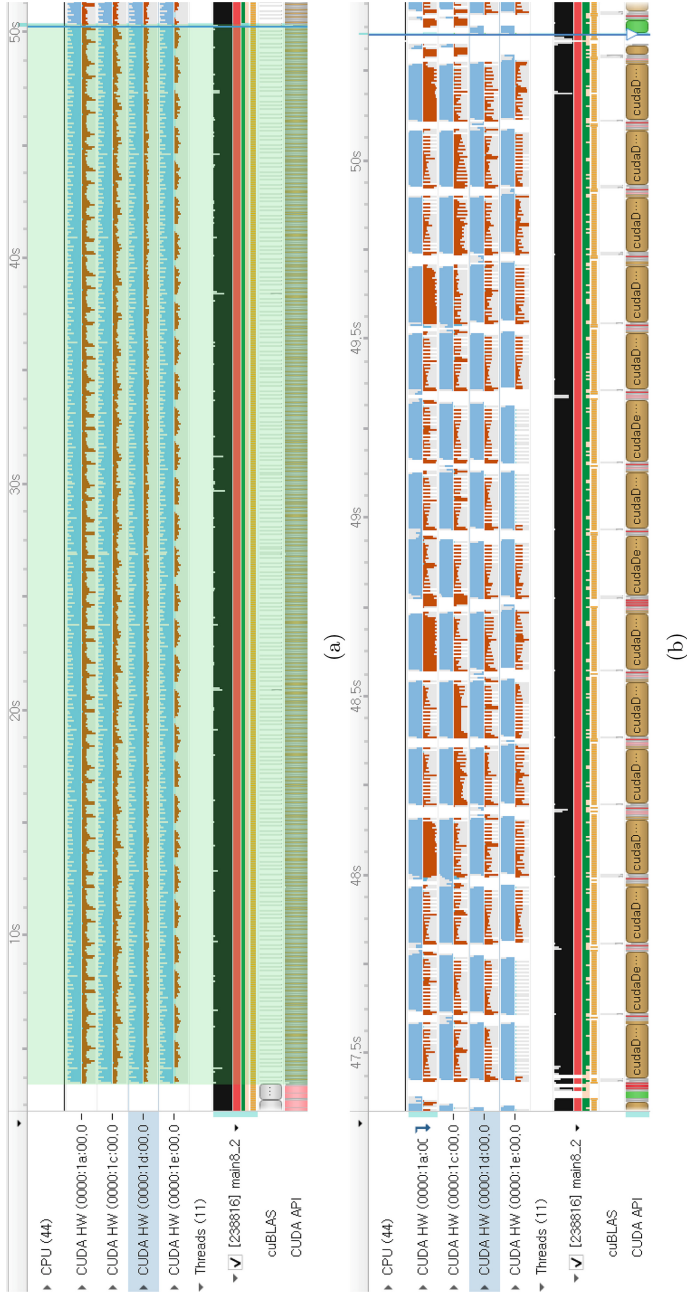 10s
20s
30s
40s
50s
CPU (44)
CUDA HW (0000:1a:00.0 -
CUDA HW (0000:1c:00.0 -
CUDA HW (0000:1d:00.0 -
CUDA HW (0000:1e:00.0 -
Threads (11)
[238816] main8_2
cuBLAS
...
CUDA API
(a)
47.5s
48s
48.5s
49s
49.5s
50s
CUDA HW (0000:1a:0(
CUDA HW (0000:1c:00.0 -
CUDA HW (0000:1d:00.0 -
CUDA HW (0000:1e:00.0 -
Threads (11)
[238816] main8_2
cuBLAS
CUDA API
cudaD...
cudaDe...
cudaD...
cudaD...
cudaD...
cudaD...
cudaD...
cudaDe...
cudaD...
cudaDe...
cudaD...
cudaD...
cudaD...
cudaD...
cudaD...
(b)